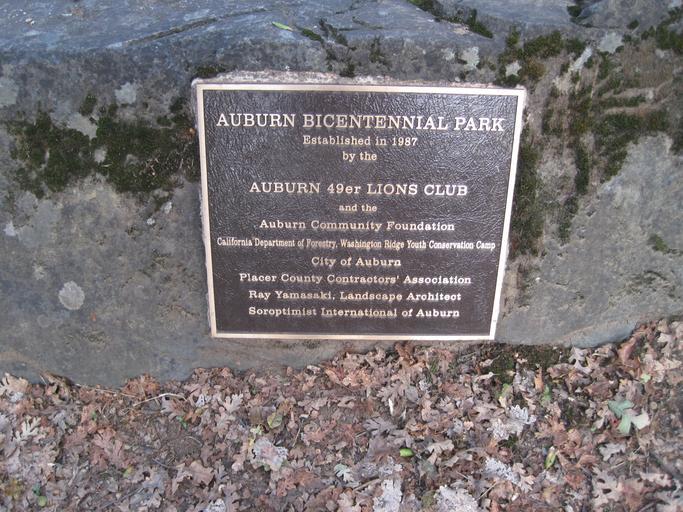 AUBURN BICENTENNIAL PARK
Established in 1987
by the
AUBURN 49er LIONS CLUB
and the
Auburn Community Foundation
California Department of Forestry, Washington Ridge Youth Conservation Camp
City of Auburn
Placer County Contractors' Association
Ray Yamasaki, Landscape Architect
Soroptimist International of Auburn